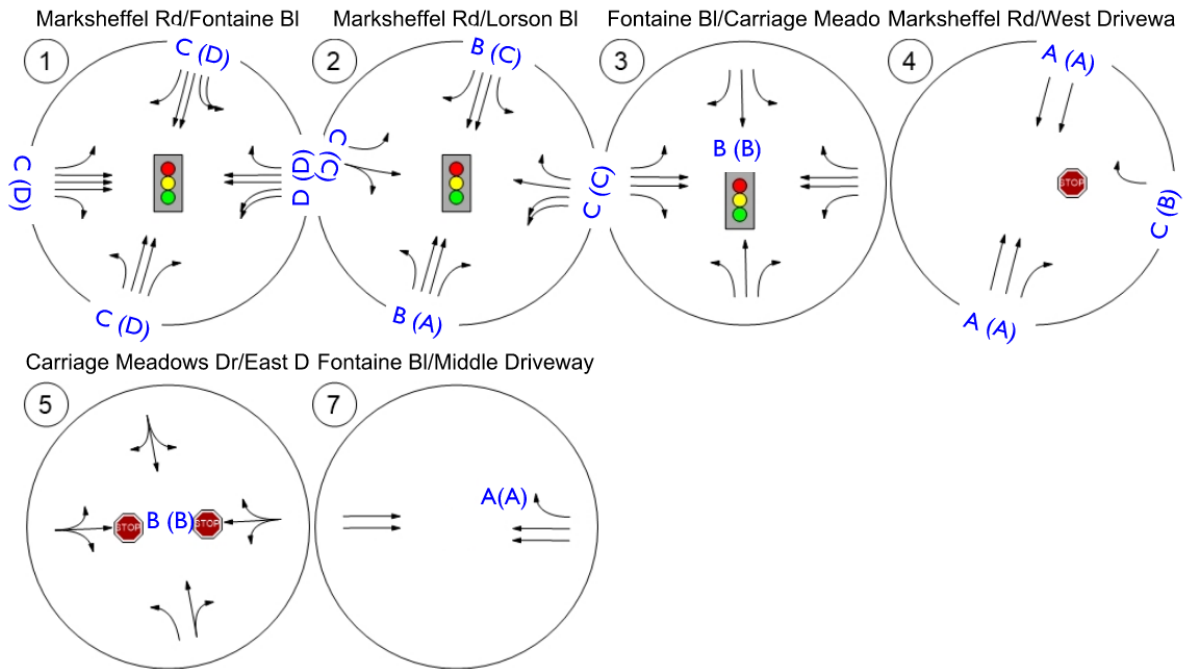 Marksheffel Rd/Fontaine Bl
Marksheffel Rd/Lorson Bl
Fontaine Bl/Carriage Meado
Marksheffel Rd/West Drivewa
1
C (D)
C (D)
D (D)
C (D)
2
B (C)
C (C)
C (C)
B (A)
3
B (B)
4
A (A)
STOP
C (B)
A (A)
Carriage Meadows Dr/East D
Fontaine Bl/Middle Driveway
5
STOP
B (B)
STOP
7
A(A)